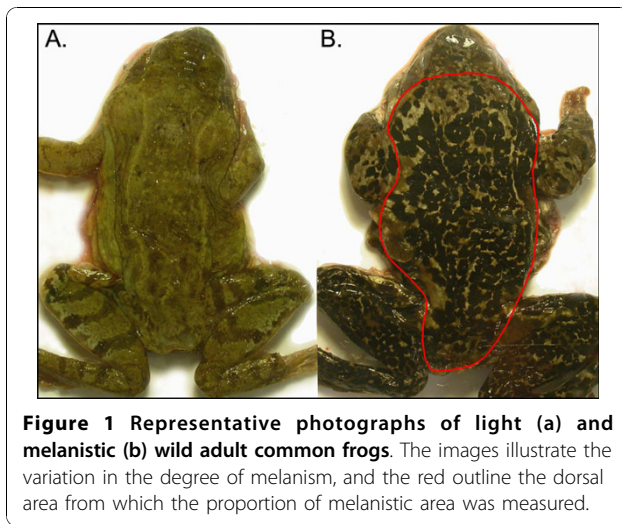 A. B.
Figure 1 Representative photographs of light (a) and
melanistic (b) wild adult common frogs. The images illustrate the
variation in the degree of melanism, and the red outline the dorsal
area from which the proportion of melanistic area was measured.